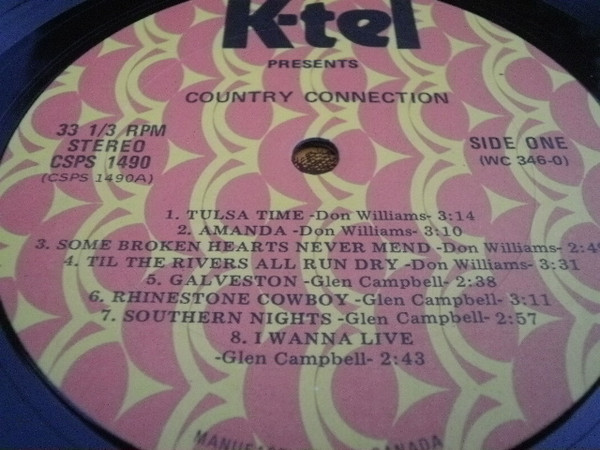 K-tel
PRESENTS
COUNTRY CONNECTION
33 1/3 RPM
STEREO
CSPS 1490
(CSPS 1490A)
SIDE ONE
(WC 346-0)
1. TULSA TIME -Don Williams- 3:14
2. AMANDA -Don Williams- 3:10
3. SOME BROKEN HEARTS NEVER MEND -Don Williams-
4. TIL THE RIVERS ALL RUN DRY -Don Williams- 3:31
5. GALVESTON -Glen Campbell- 2:38
6. RHINESTONE COWBOY -Glen Campbell- 3:11
7. SOUTHERN NIGHTS -Glen Campbell- 2:57
8. I WANNA LIVE
-Glen Campbell- 2:43
CANADA